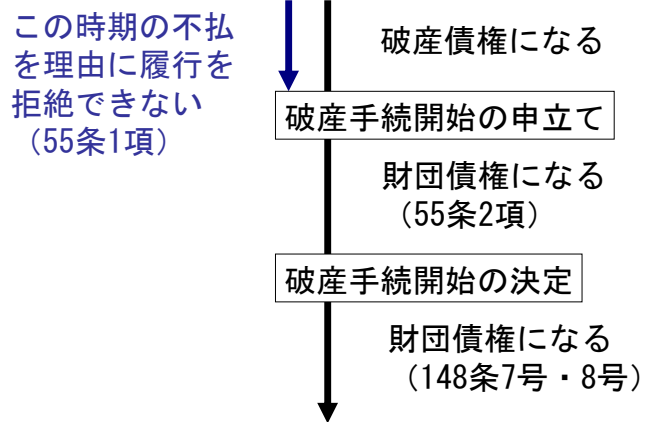 この時期の不払
を理由に履行を
拒絶できない
（55条1項）
破産債権になる
破産手続開始の申立て
財団債権になる
（55条2項）
破産手続開始の決定
財団債権になる
（148条7号・8号）